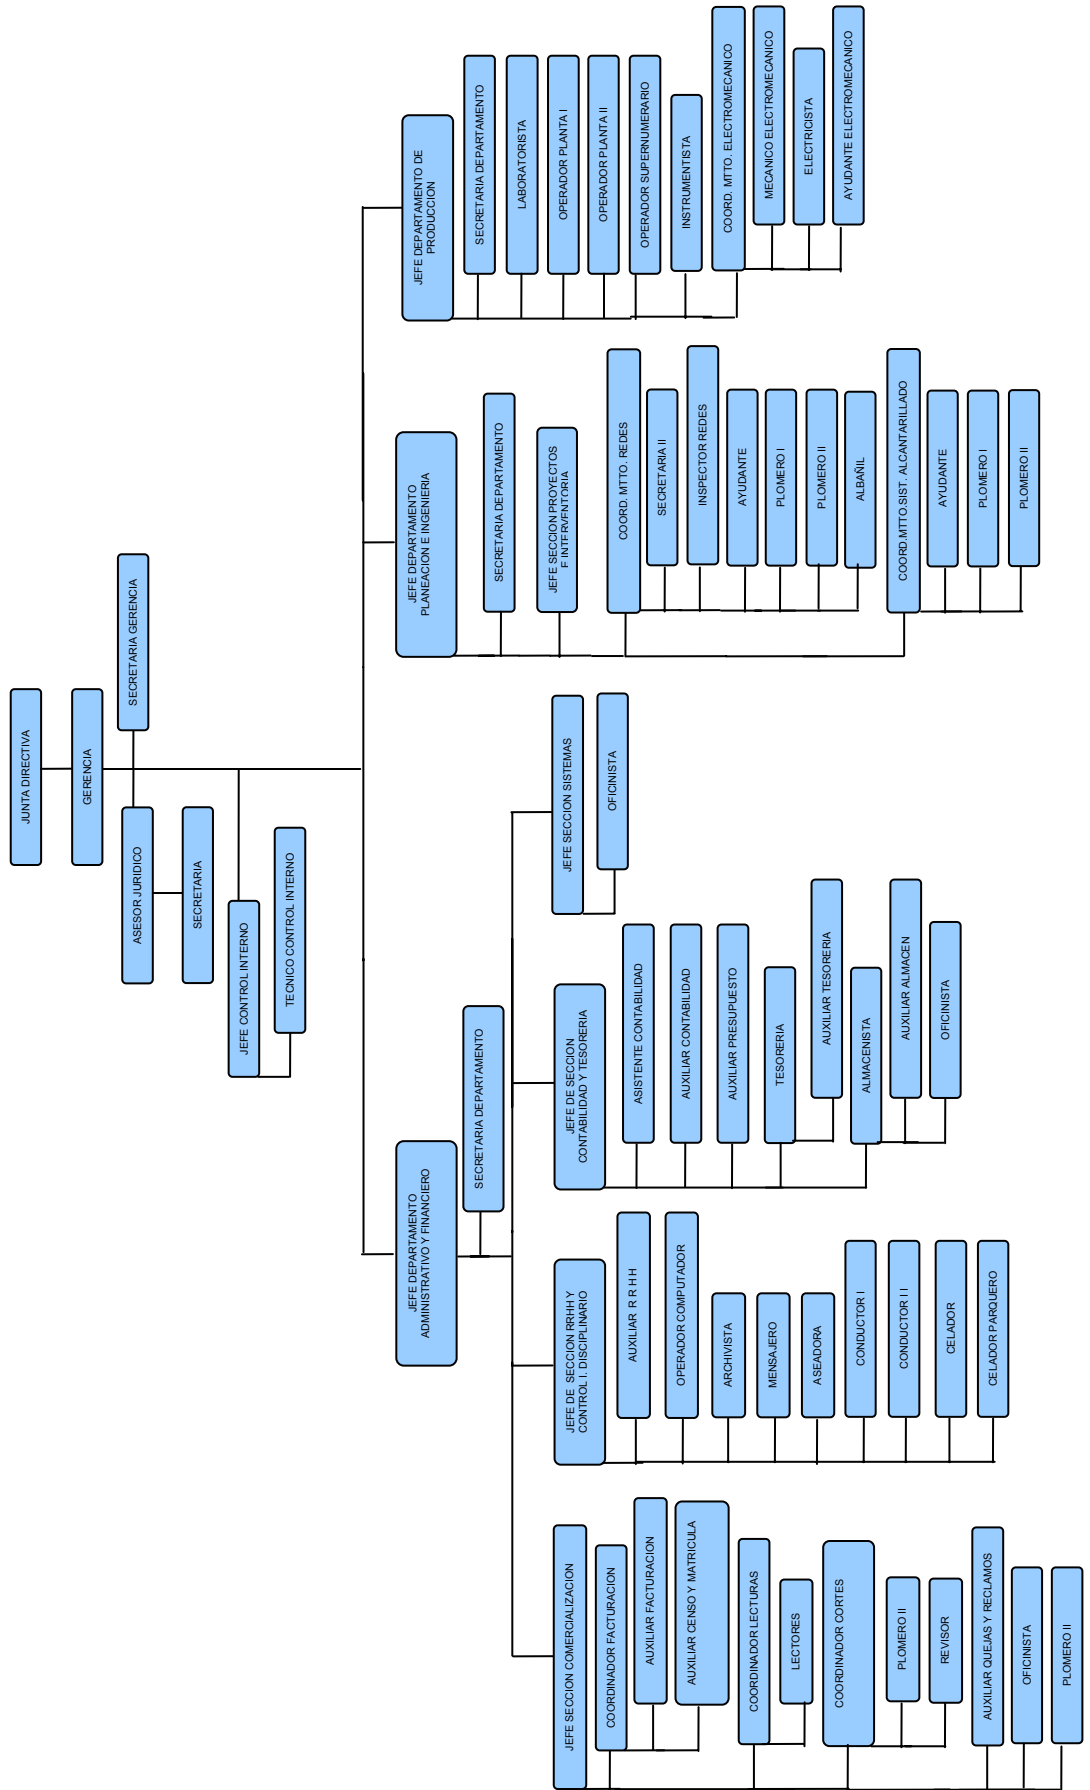 JUNTA DIRECTIVA
GERENCIA
SECRETARIA GERENCIA
ASESOR JURIDICO
SECRETARIA
JEFE CONTROL INTERNO
TECNICO CONTROL INTERNO
JEFE DEPARTAMENTO
ADMINISTRATIVO Y FINANCIERO
SECRETARIA DEPARTAMENTO
JEFE SECCION COMERCIALIZACION
COORDINADOR FACTURACION
AUXILIAR FACTURACION
AUXILIAR CENSO Y MATRICULA
COORDINADOR LECTURAS
LECTORES
COORDINADOR CORTES
PLOMERO II
REVISOR
AUXILIAR QUEJAS Y RECLAMOS
OFICINISTA
PLOMERO II
JEFE DE SECCION RRHH Y
CONTROL I. DISCIPLINARIO
AUXILIAR R R H H
OPERADOR COMPUTADOR
ARCHIVISTA
MENSAJERO
ASEADORA
CONDUCTOR I
CONDUCTOR I I
CELADOR
CELADOR PARQUERO
JEFE DE SECCION
CONTABILIDAD Y TESORERIA
ASISTENTE CONTABILIDAD
AUXILIAR CONTABILIDAD
AUXILIAR PRESUPUESTO
TESORERIA
AUXILIAR TESORERIA
ALMACENISTA
AUXILIAR ALMACEN
OFICINISTA
JEFE SECCION SISTEMAS
OFICINISTA
JEFE DEPARTAMENTO
PLANEACION E INGENIERIA
SECRETARIA DEPARTAMENTO
JEFE SECCION PROYECTOS
E INTERVENTORIA
COORD. MTTO. REDES
SECRETARIA II
INSPECTOR REDES
AYUDANTE
PLOMERO I
PLOMERO II
ALBAÑIL
COORD.MTTO.SIST. ALCANTARILLADO
AYUDANTE
PLOMERO I
PLOMERO II
JEFE DEPARTAMENTO DE
PRODUCCION
SECRETARIA DEPARTAMENTO
LABORATORISTA
OPERADOR PLANTA I
OPERADOR PLANTA II
OPERADOR SUPERNUMERARIO
INSTRUMENTISTA
COORD. MTTO. ELECTROMECANICO
MECANICO ELECTROMECANICO
ELECTRICISTA
AYUDANTE ELECTROMECANICO